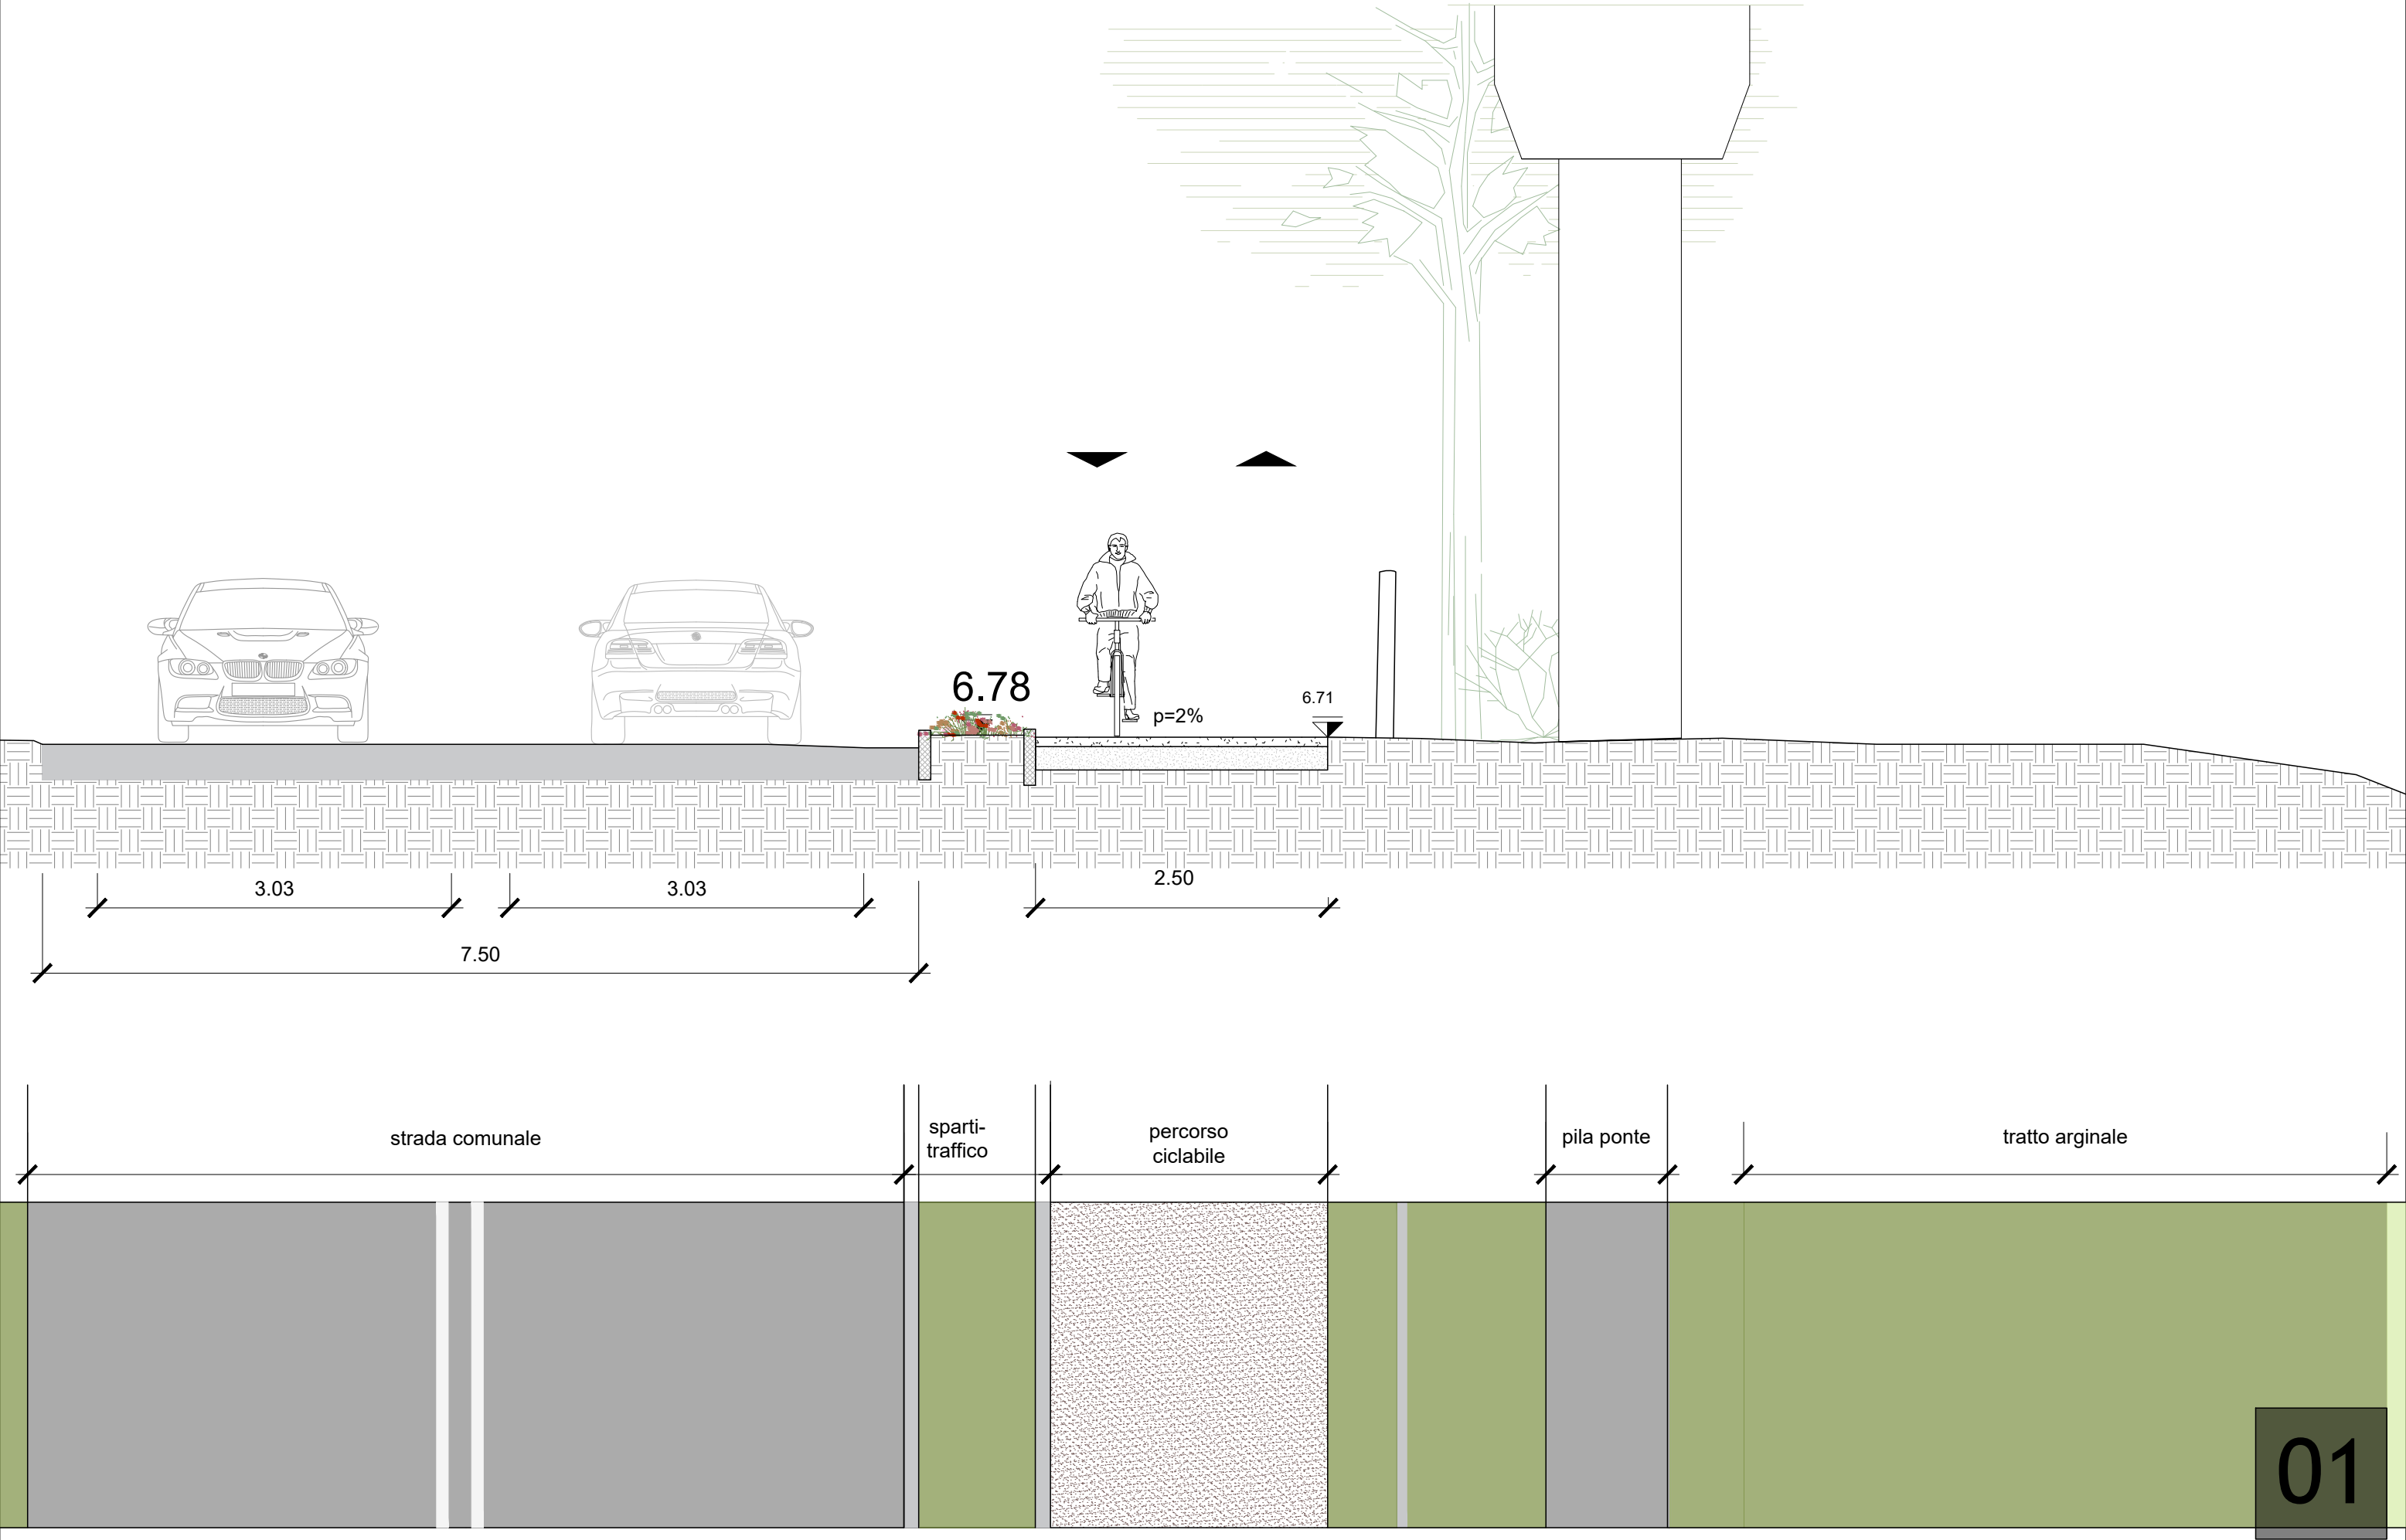 6.78
6.71
p=2%
3.03
3.03
2.50
7.50
strada comunale
sparti-
traffico
percorso
ciclabile
pila ponte
tratto arginale
01